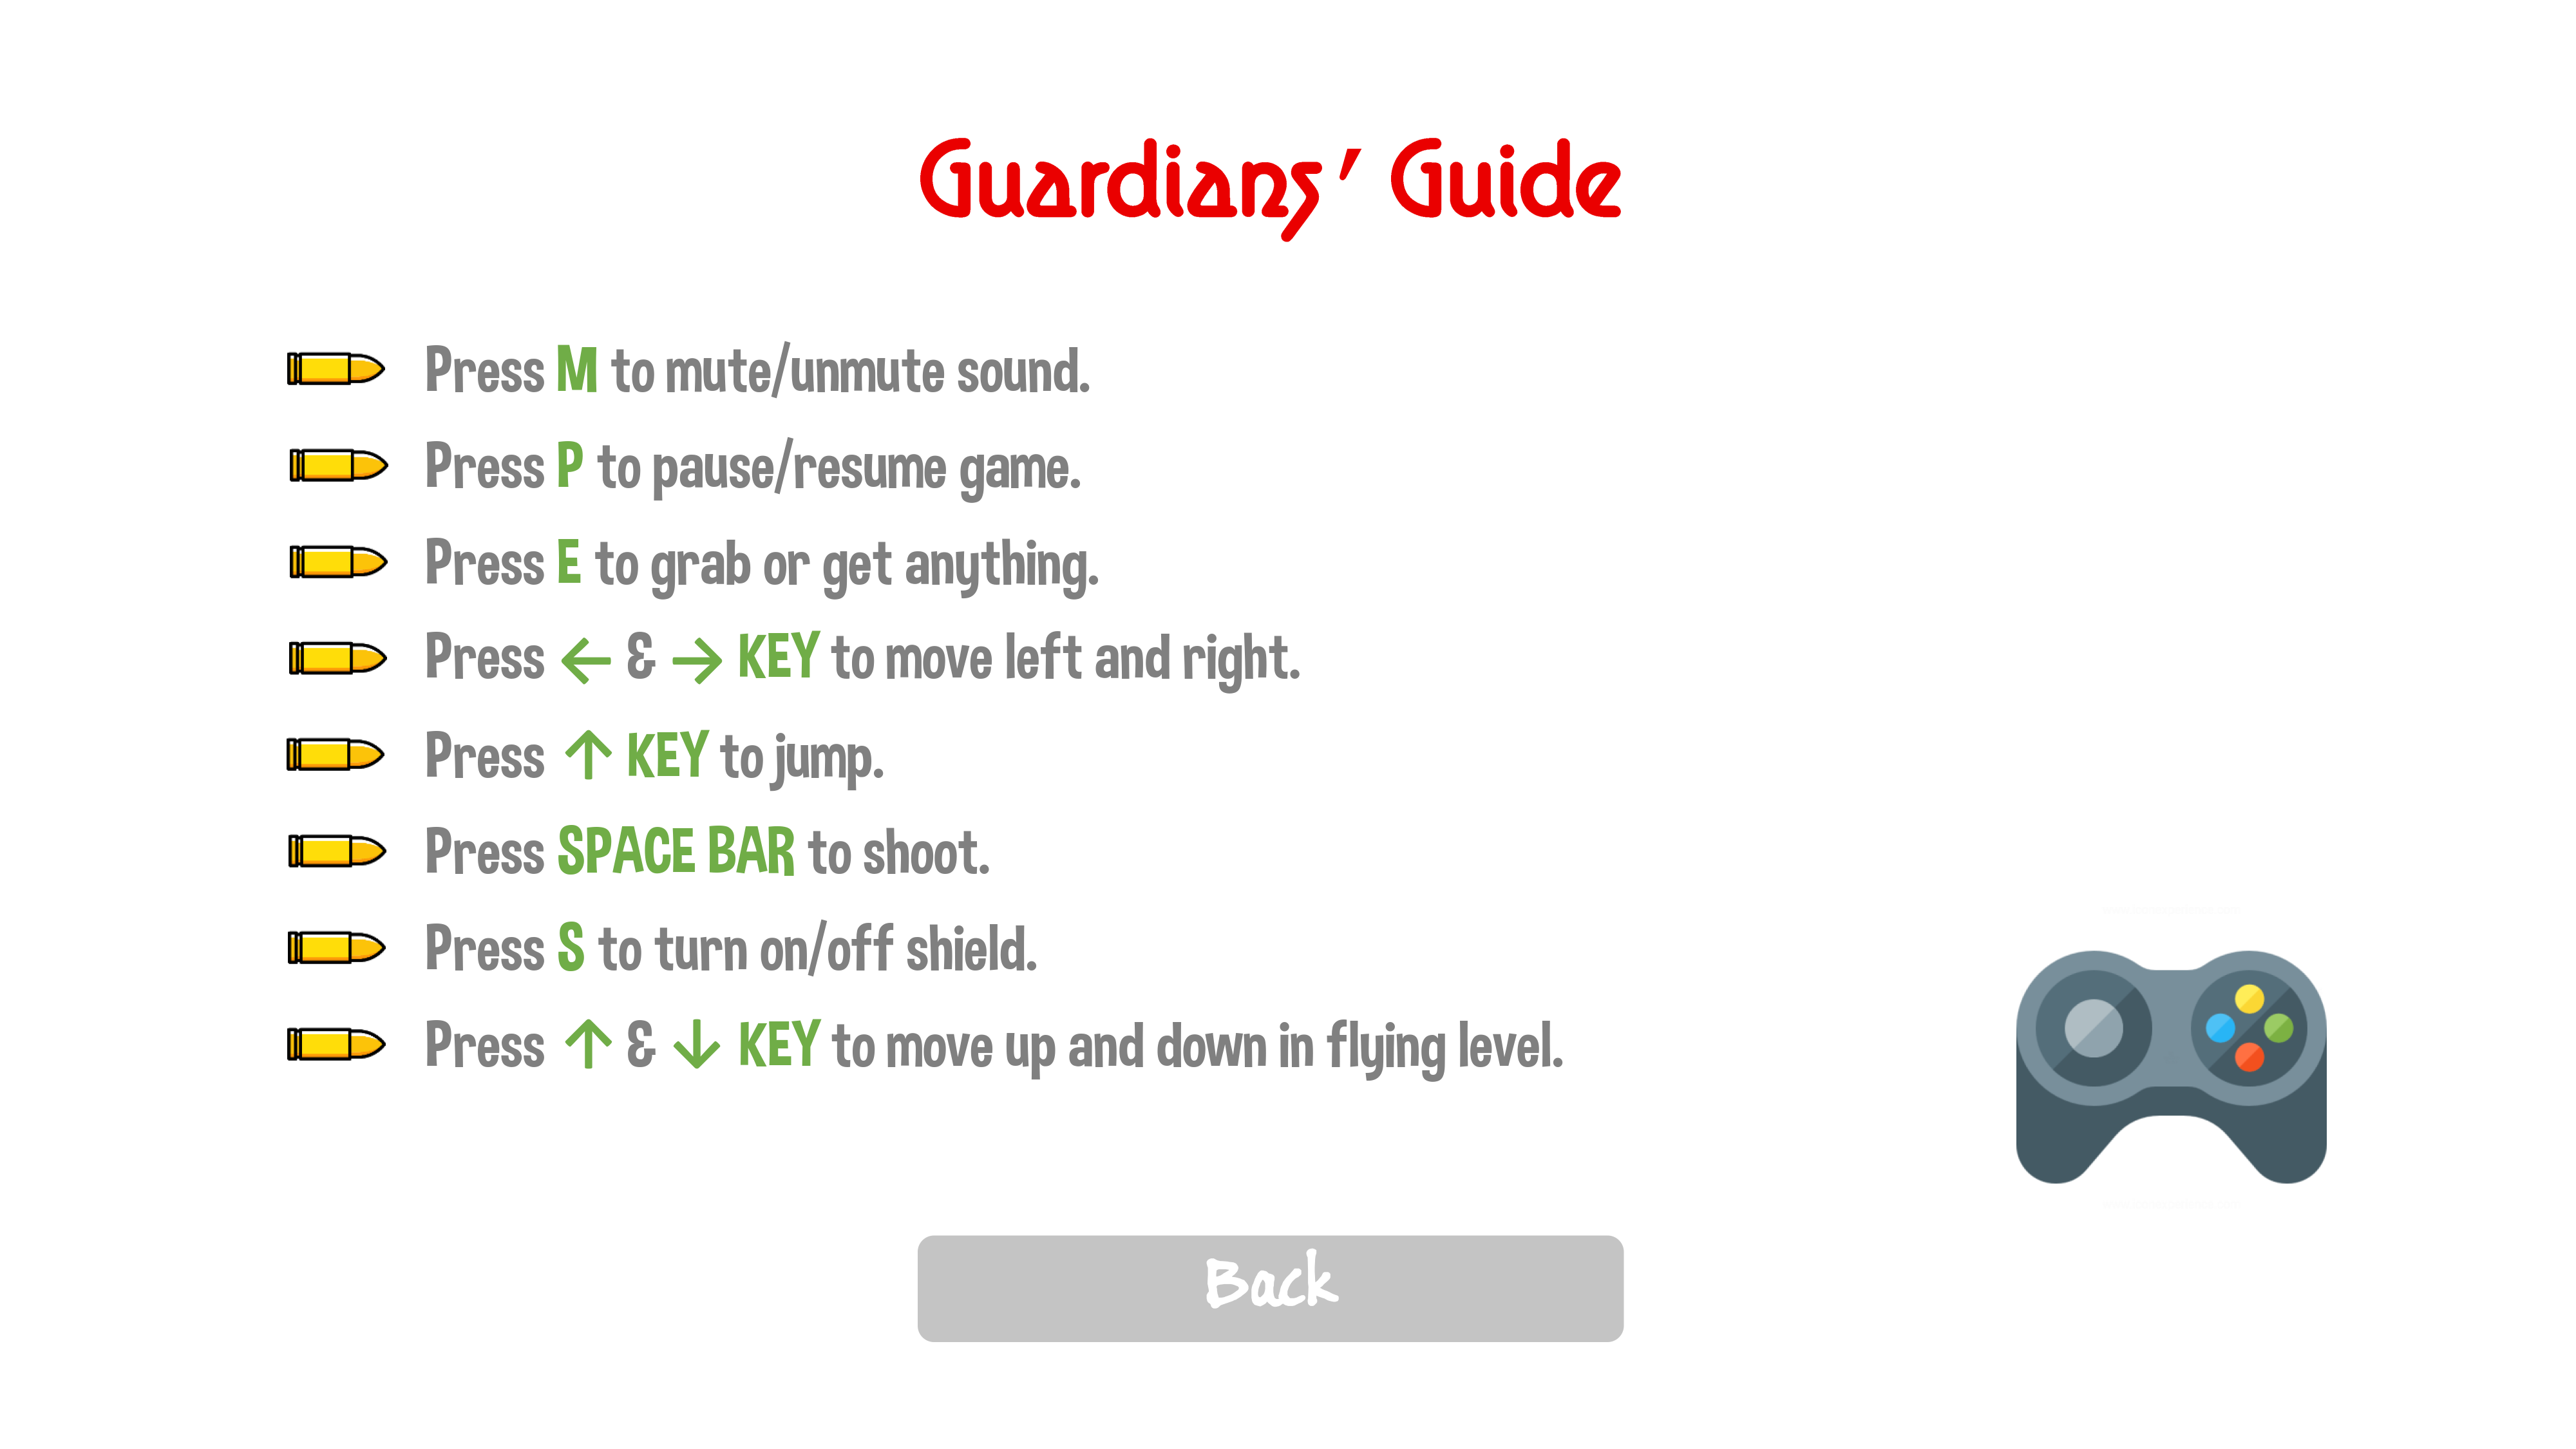 Guardians' Guide
Press M to mute/unmute sound.
Press P to pause/resume game.
Press E to grab or get anything.
Press ← & → KEY to move left and right.
Press ↑ KEY to jump.
Press SPACE BAR to shoot.
Press S to turn on/off shield.
Press ↑ & ↓ KEY to move up and down in flying level.
Back